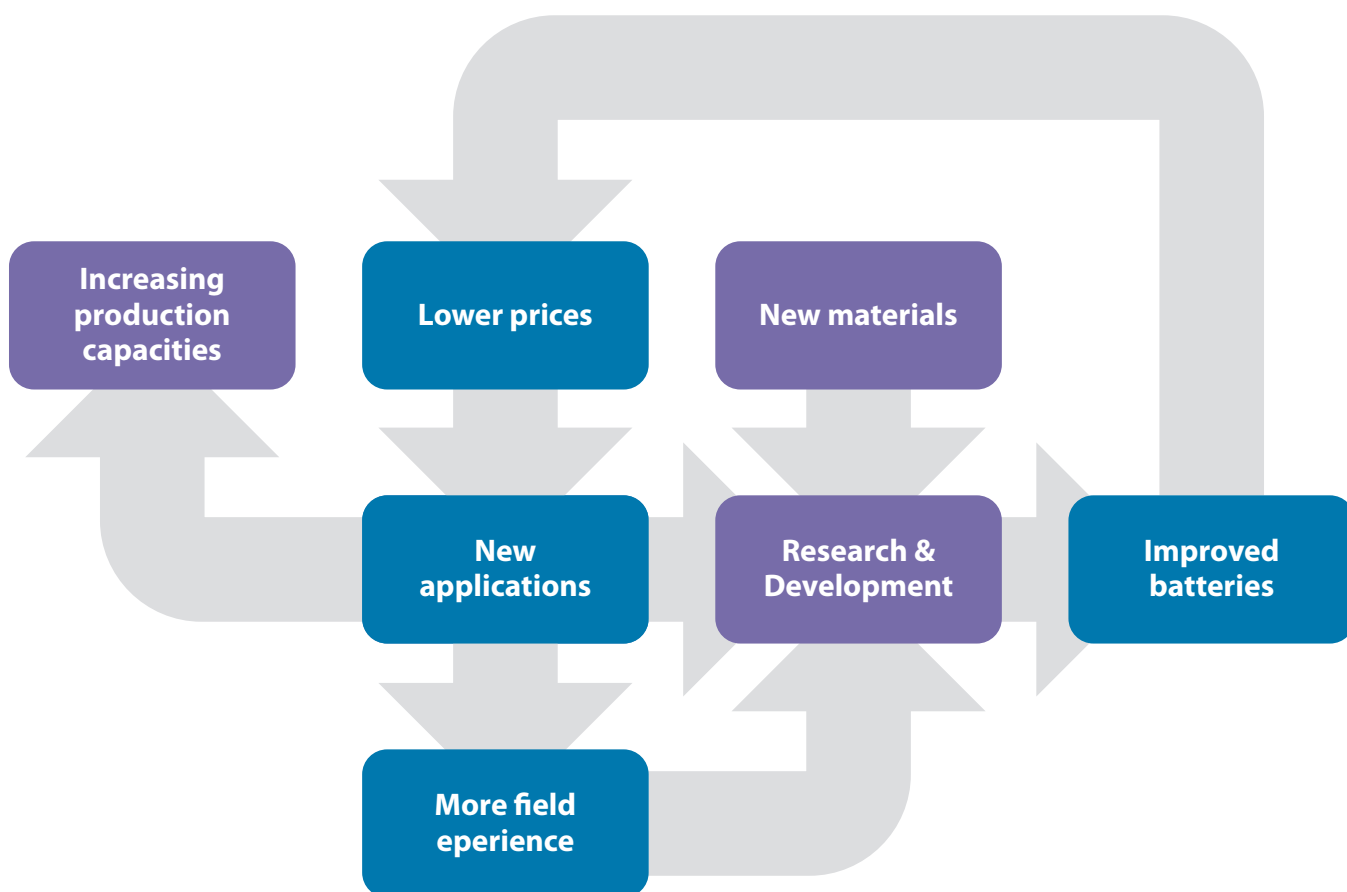 Increasing
production
capacities
Lower prices
New materials
New
applications
Research &
Development
Improved
batteries
More field
eperience